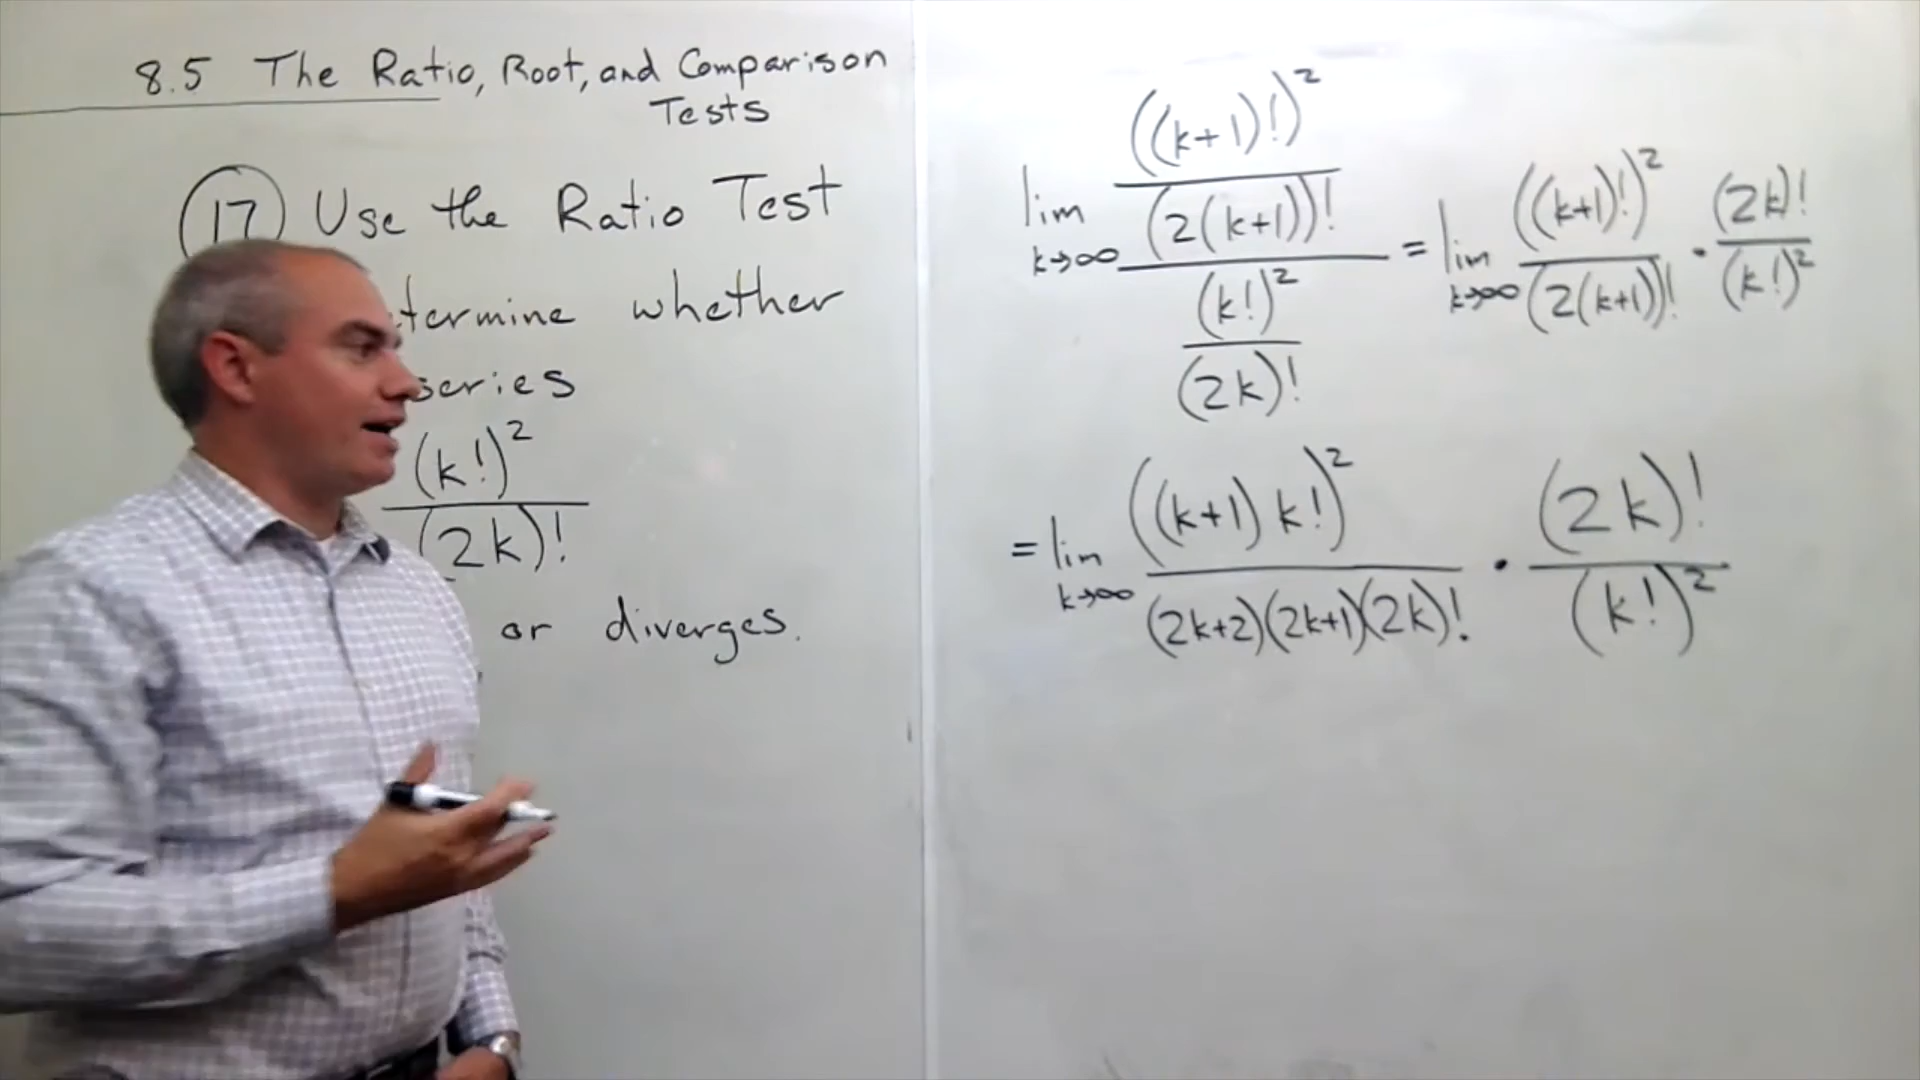 8.5 The Ratio, Root, and Comparison
Tests
17 Use the Ratio Test
termine whether
series
(k!)²
(2k)!
or diverges.
lim k→∞ ((k+1)!)² / (2(k+1))! / (k!)² / (2k)! = lim k→∞ ((k+1)!)² / (2(k+1))! · (2k)! / (k!)²
= lim k→∞ ((k+1) k!)² / (2k+2)(2k+1)(2k)! · (2k)! / (k!)²